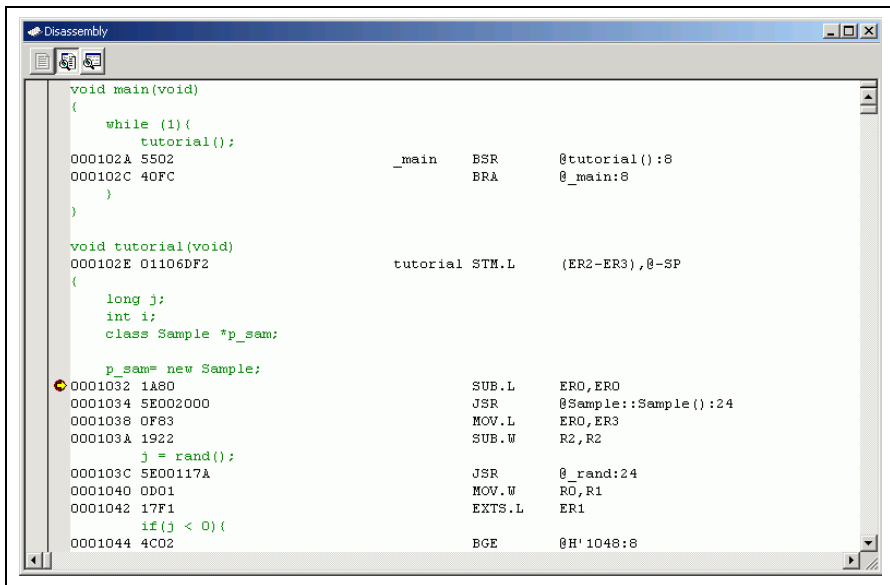 Disassembly
void main(void)
{
    while (1){
        tutorial();
000102A 5502 _main BSR @tutorial():8
000102C 40FC BRA @_main:8
    }
}
void tutorial(void)
000102E 01106DF2 tutorial STM.L (ER2-ER3),@-SP
{
    long j;
    int i;
    class Sample *p_sam;
    p_sam= new Sample;
0001032 1A80 SUB.L ER0,ER0
0001034 5E002000 JSR @Sample::Sample():24
0001038 0F83 MOV.L ER0,ER3
000103A 1922 SUB.W R2,R2
        j = rand();
000103C 5E00117A JSR @_rand:24
0001040 0D01 MOV.W R0,R1
0001042 17F1 EXTS.L ER1
        if(j < 0){
0001044 4C02 BGE @H'1048:8